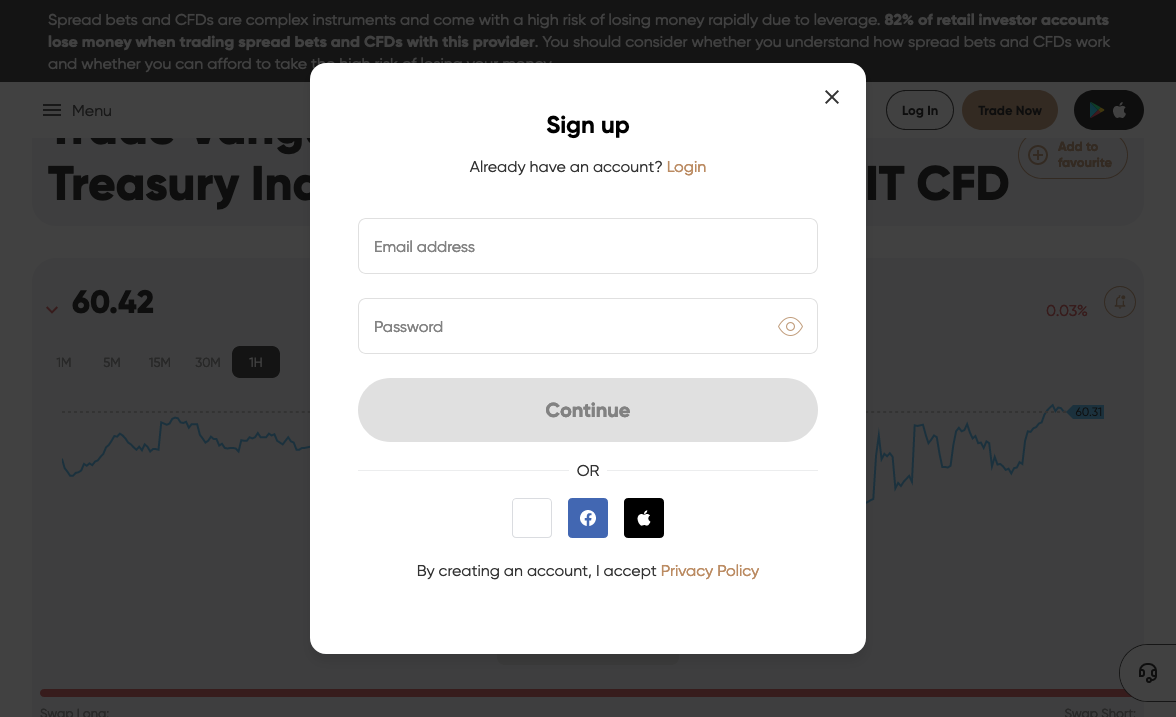 Spread bets and CFDs are complex instruments and come with a high risk of losing money rapidly due to leverage. 82% of retail investor accounts
lose money when trading spread bets and CFDs with this provider. You should consider whether you understand how spread bets and CFDs work
and whether you can afford to take the high risk of losing your money.
Menu
Log In
Trade Now
Trade Vang
Add to
favourite
Treasury Inc
IT CFD
Sign up
Already have an account? Login
Email address
Password
Continue
OR
By creating an account, I accept Privacy Policy
60.42
0.03%
1M 5M 15M 30M 1H
60.31
Swap Long:
Swap Short: